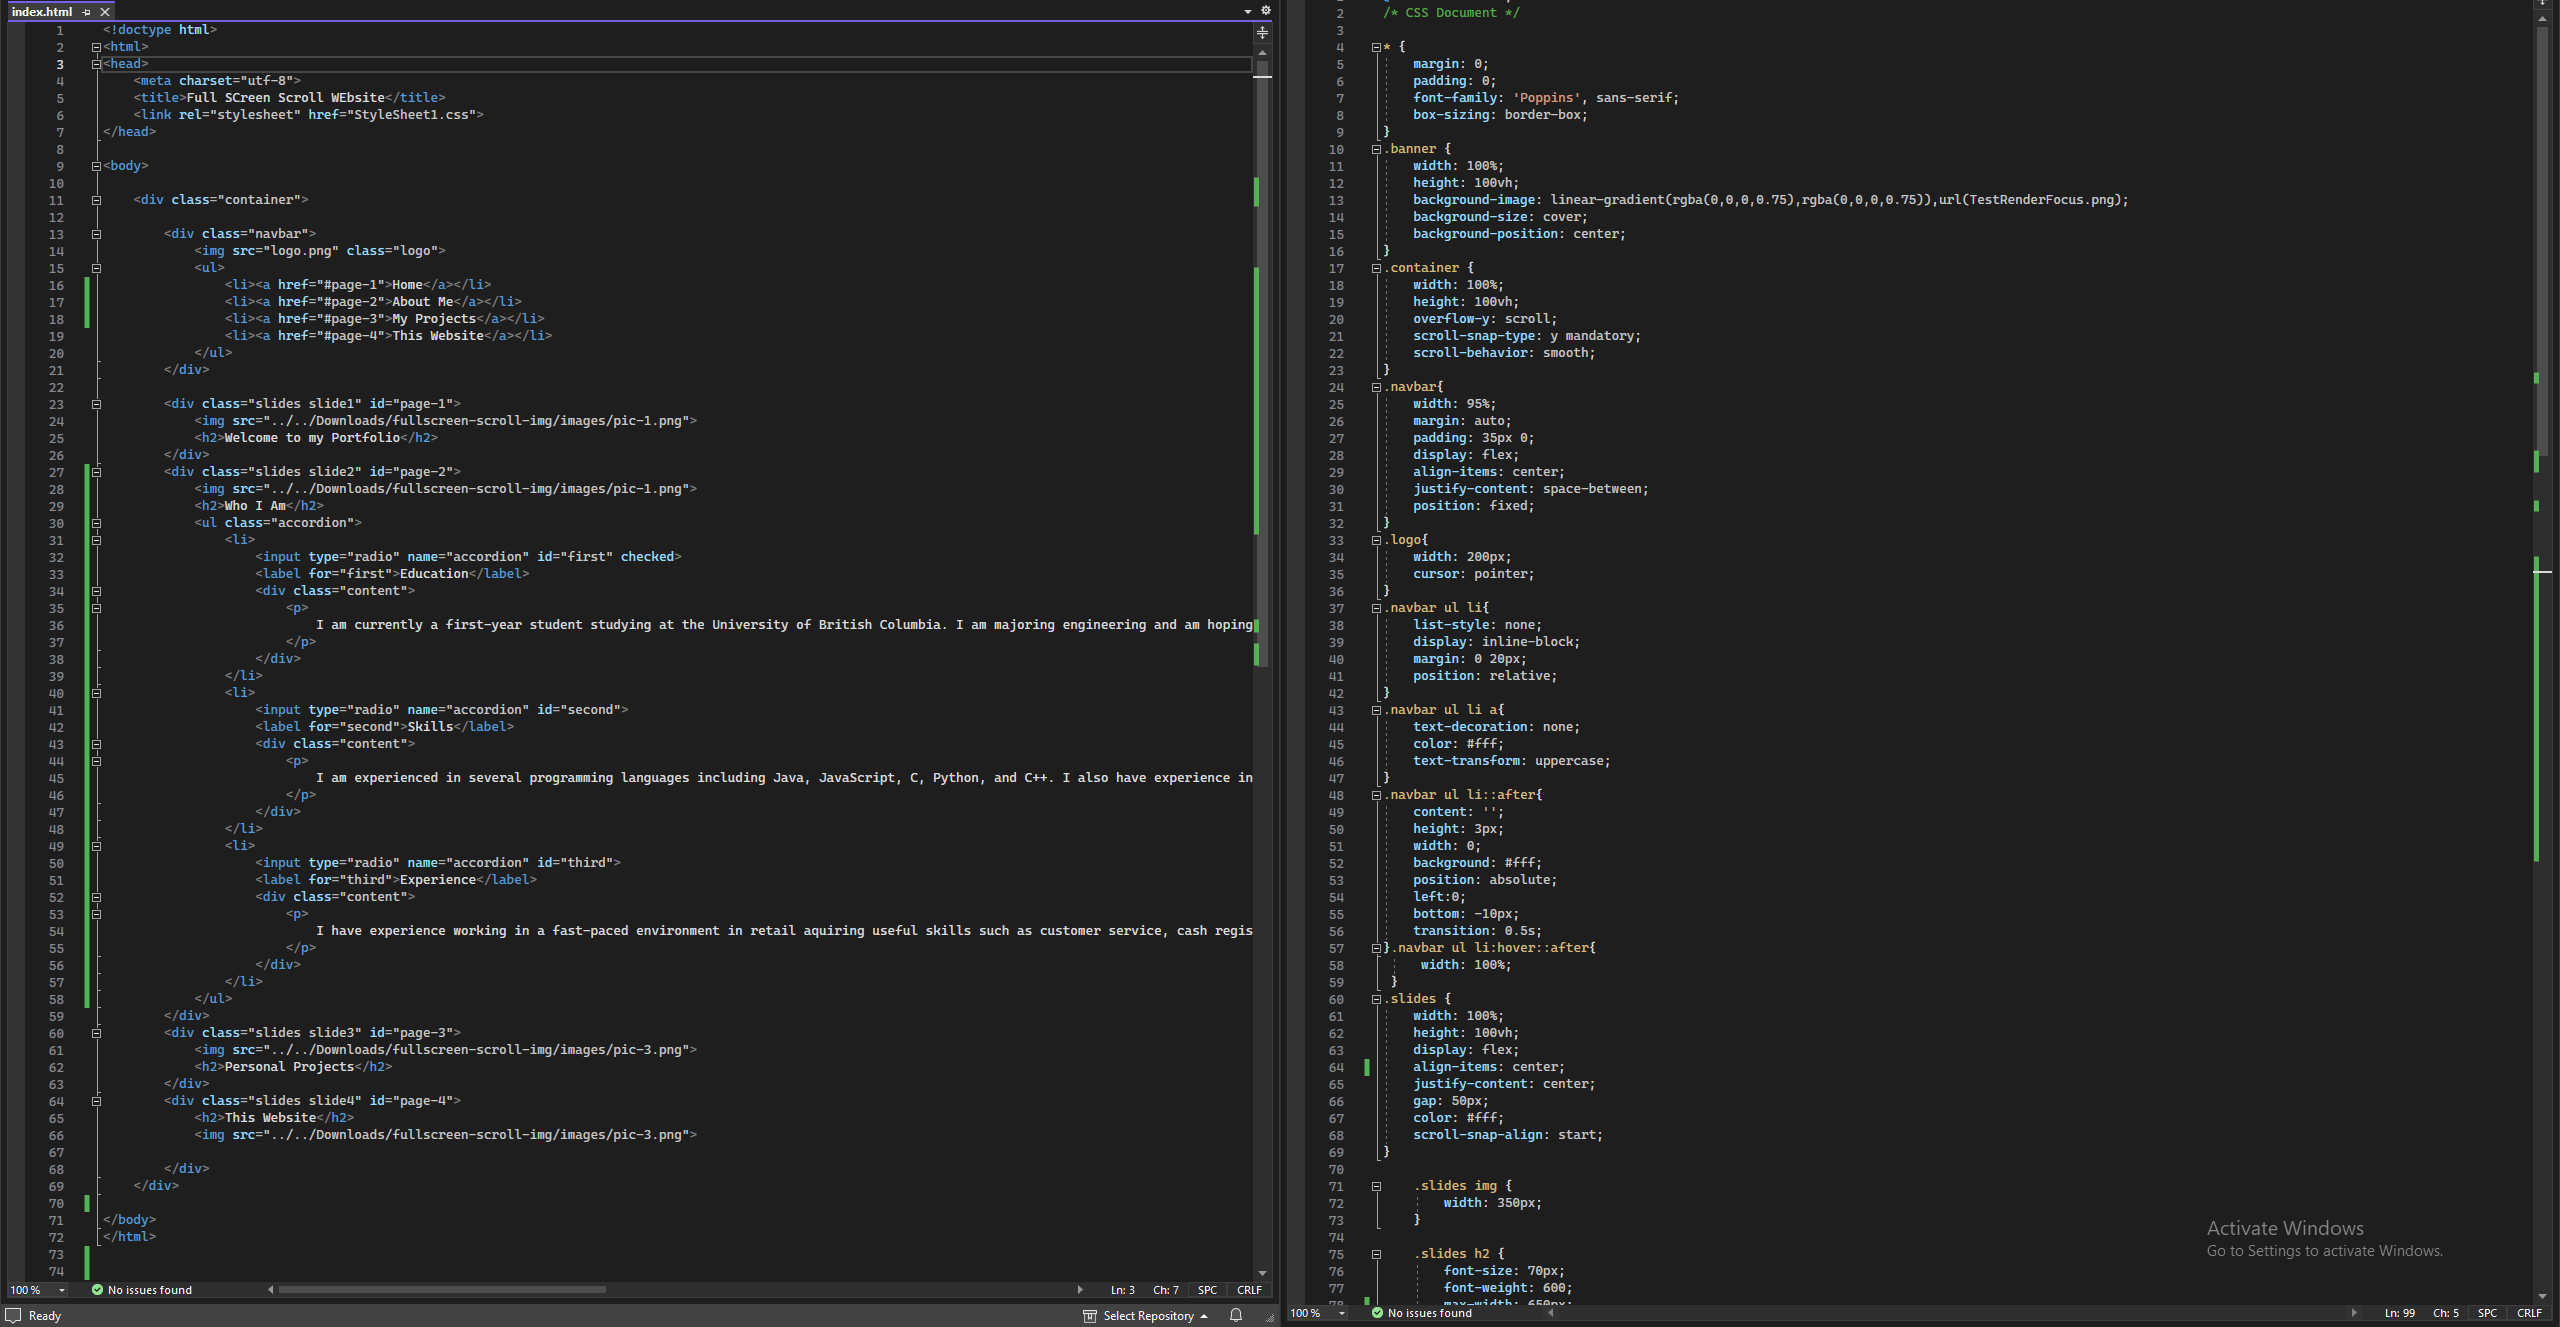 index.html
1 <!doctype html>
2 <html>
3 <head>
4 <meta charset="utf-8">
5 <title>Full SCreen Scroll WEbsite</title>
6 <link rel="stylesheet" href="StyleSheet1.css">
7 </head>
8
9 <body>
10
11 <div class="container">
12
13 <div class="navbar">
14 <img src="logo.png" class="logo">
15 <ul>
16 <li><a href="#page-1">Home</a></li>
17 <li><a href="#page-2">About Me</a></li>
18 <li><a href="#page-3">My Projects</a></li>
19 <li><a href="#page-4">This Website</a></li>
20 </ul>
21 </div>
22
23 <div class="slides slide1" id="page-1">
24 <img src="../../Downloads/fullscreen-scroll-img/images/pic-1.png">
25 <h2>Welcome to my Portfolio</h2>
26 </div>
27 <div class="slides slide2" id="page-2">
28 <img src="../../Downloads/fullscreen-scroll-img/images/pic-1.png">
29 <h2>Who I Am</h2>
30 <ul class="accordion">
31 <li>
32 <input type="radio" name="accordion" id="first" checked>
33 <label for="first">Education</label>
34 <div class="content">
35 <p>
36 I am currently a first-year student studying at the University of British Columbia. I am majoring engineering and am hoping
37 </p>
38 </div>
39 </li>
40 <li>
41 <input type="radio" name="accordion" id="second">
42 <label for="second">Skills</label>
43 <div class="content">
44 <p>
45 I am experienced in several programming languages including Java, JavaScript, C, Python, and C++. I also have experience in
46 </p>
47 </div>
48 </li>
49 <li>
50 <input type="radio" name="accordion" id="third">
51 <label for="third">Experience</label>
52 <div class="content">
53 <p>
54 I have experience working in a fast-paced environment in retail aquiring useful skills such as customer service, cash regis
55 </p>
56 </div>
57 </li>
58 </ul>
59 </div>
60 <div class="slides slide3" id="page-3">
61 <img src="../../Downloads/fullscreen-scroll-img/images/pic-3.png">
62 <h2>Personal Projects</h2>
63 </div>
64 <div class="slides slide4" id="page-4">
65 <h2>This Website</h2>
66 <img src="../../Downloads/fullscreen-scroll-img/images/pic-3.png">
67
68 </div>
69 </div>
70
71 </body>
72 </html>
73
74
100 % No issues found Ln: 3 Ch: 7 SPC CRLF
Ready Select Repository
2 /* CSS Document */
3
4 * {
5 margin: 0;
6 padding: 0;
7 font-family: 'Poppins', sans-serif;
8 box-sizing: border-box;
9 }
10 .banner {
11 width: 100%;
12 height: 100vh;
13 background-image: linear-gradient(rgba(0,0,0,0.75),rgba(0,0,0,0.75)),url(TestRenderFocus.png);
14 background-size: cover;
15 background-position: center;
16 }
17 .container {
18 width: 100%;
19 height: 100vh;
20 overflow-y: scroll;
21 scroll-snap-type: y mandatory;
22 scroll-behavior: smooth;
23 }
24 .navbar{
25 width: 95%;
26 margin: auto;
27 padding: 35px 0;
28 display: flex;
29 align-items: center;
30 justify-content: space-between;
31 position: fixed;
32 }
33 .logo{
34 width: 200px;
35 cursor: pointer;
36 }
37 .navbar ul li{
38 list-style: none;
39 display: inline-block;
40 margin: 0 20px;
41 position: relative;
42 }
43 .navbar ul li a{
44 text-decoration: none;
45 color: #fff;
46 text-transform: uppercase;
47 }
48 .navbar ul li::after{
49 content: '';
50 height: 3px;
51 width: 0;
52 background: #fff;
53 position: absolute;
54 left:0;
55 bottom: -10px;
56 transition: 0.5s;
57 }.navbar ul li:hover::after{
58 width: 100%;
59 }
60 .slides {
61 width: 100%;
62 height: 100vh;
63 display: flex;
64 align-items: center;
65 justify-content: center;
66 gap: 50px;
67 color: #fff;
68 scroll-snap-align: start;
69 }
70
71 .slides img {
72 width: 350px;
73 }
74
75 .slides h2 {
76 font-size: 70px;
77 font-weight: 600;
78 max-width: 650px;
Activate Windows
Go to Settings to activate Windows.
100 % No issues found Ln: 99 Ch: 5 SPC CRLF